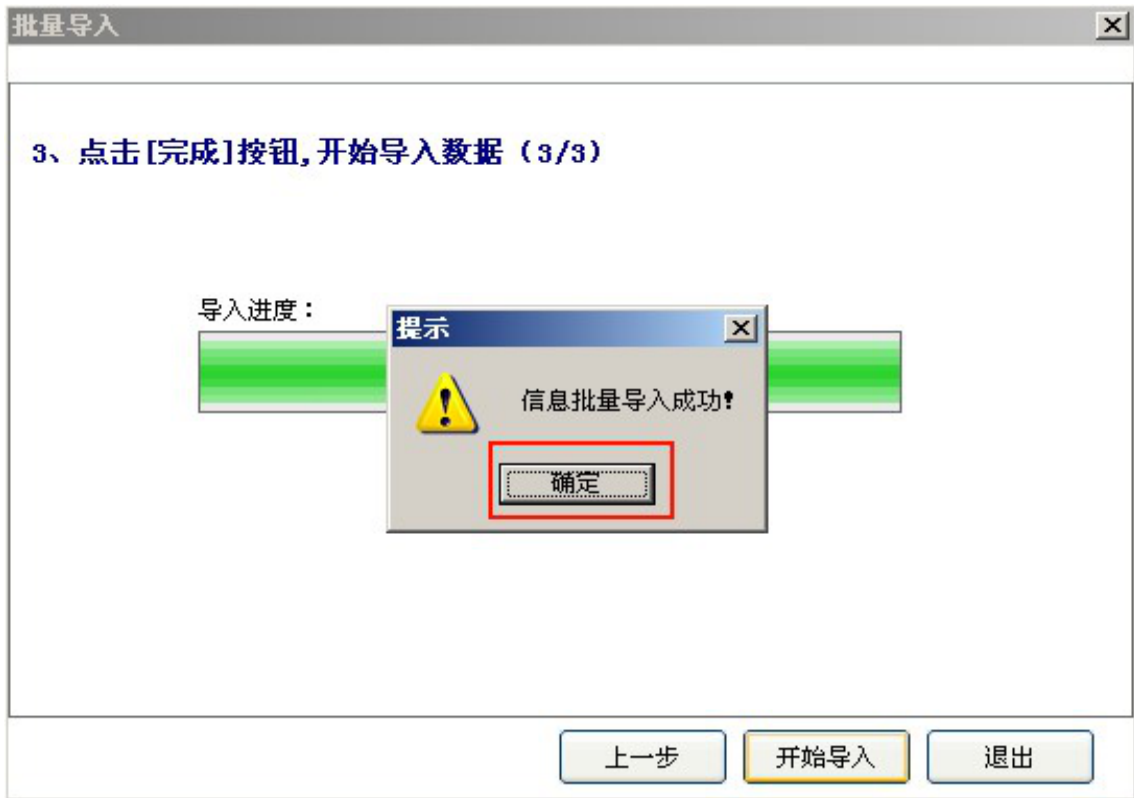 批量导入
3、点击[完成]按钮,开始导入数据（3/3）
导入进度：
提示
信息批量导入成功!
确定
上一步
开始导入
退出